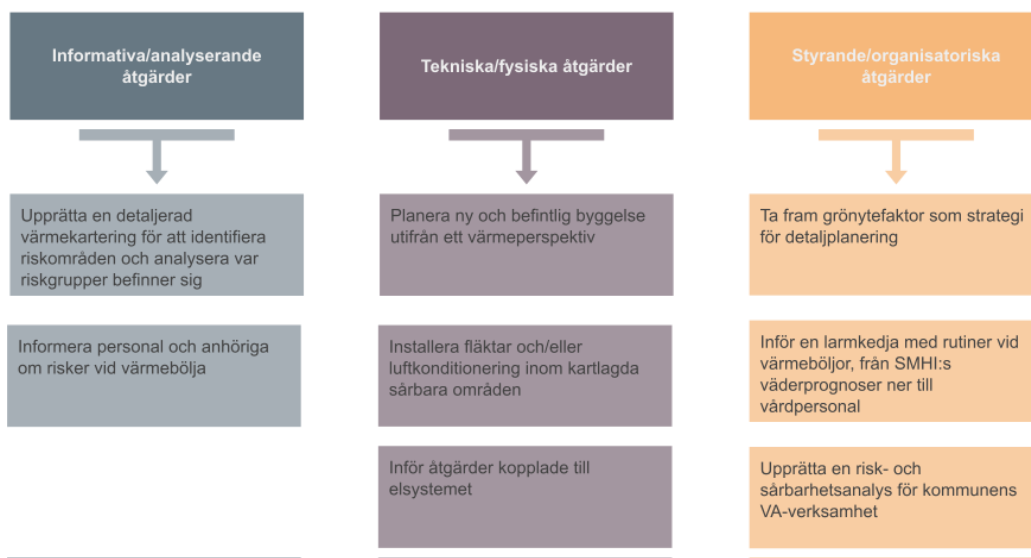 Informativa/analyserande
åtgärder
Upprätta en detaljerad
värmekartering för att identifiera
riskområden och analysera var
riskgrupper befinner sig
Informera personal och anhöriga
om risker vid värmebölja
Tekniska/fysiska åtgärder
Planera ny och befintlig byggelse
utifrån ett värmeperspektiv
Installera fläktar och/eller
luftkonditionering inom kartlagda
sårbara områden
Inför åtgärder kopplade till
elsystemet
Styrande/organisatoriska
åtgärder
Ta fram grönytefaktor som strategi
för detaljplanering
Inför en larmkedja med rutiner vid
värmeböljor, från SMHI:s
väderprognoser ner till
vårdpersonal
Upprätta en risk- och
sårbarhetsanalys för kommunens
VA-verksamhet